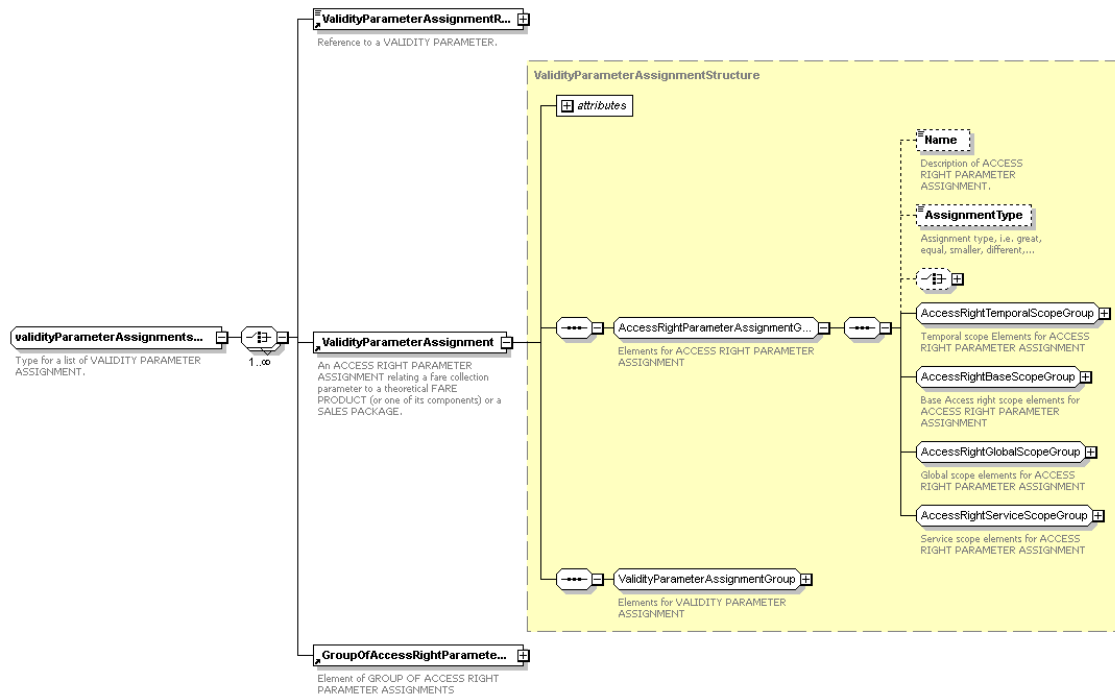 ValidityParameterAssignmentR...
Reference to a VALIDITY PARAMETER.
ValidityParameterAssignmentStructure
attributes
Name
Description of ACCESS
RIGHT PARAMETER
ASSIGNMENT.
AssignmentType
Assignment type, i.e. great,
equal, smaller, different,...
validityParameterAssignments...
Type for a list of VALIDITY PARAMETER
ASSIGNMENT.
1..∞
ValidityParameterAssignment
An ACCESS RIGHT PARAMETER
ASSIGNMENT relating a fare collection
parameter to a theoretical FARE
PRODUCT (or one of its components) or a
SALES PACKAGE.
AccessRightParameterAssignmentG...
Elements for ACCESS RIGHT PARAMETER
ASSIGNMENT
AccessRightTemporalScopeGroup
Temporal scope Elements for ACCESS
RIGHT PARAMETER ASSIGNMENT
AccessRightBaseScopeGroup
Base Access right scope elements for
ACCESS RIGHT PARAMETER
ASSIGNMENT
AccessRightGlobalScopeGroup
Global scope elements for ACCESS
RIGHT PARAMETER ASSIGNMENT
AccessRightServiceScopeGroup
Service scope elements for ACCESS
RIGHT PARAMETER ASSIGNMENT
ValidityParameterAssignmentGroup
Elements for VALIDITY PARAMETER
ASSIGNMENT
GroupOfAccessRightParamete...
Element of GROUP OF ACCESS RIGHT
PARAMETER ASSIGNMENTS